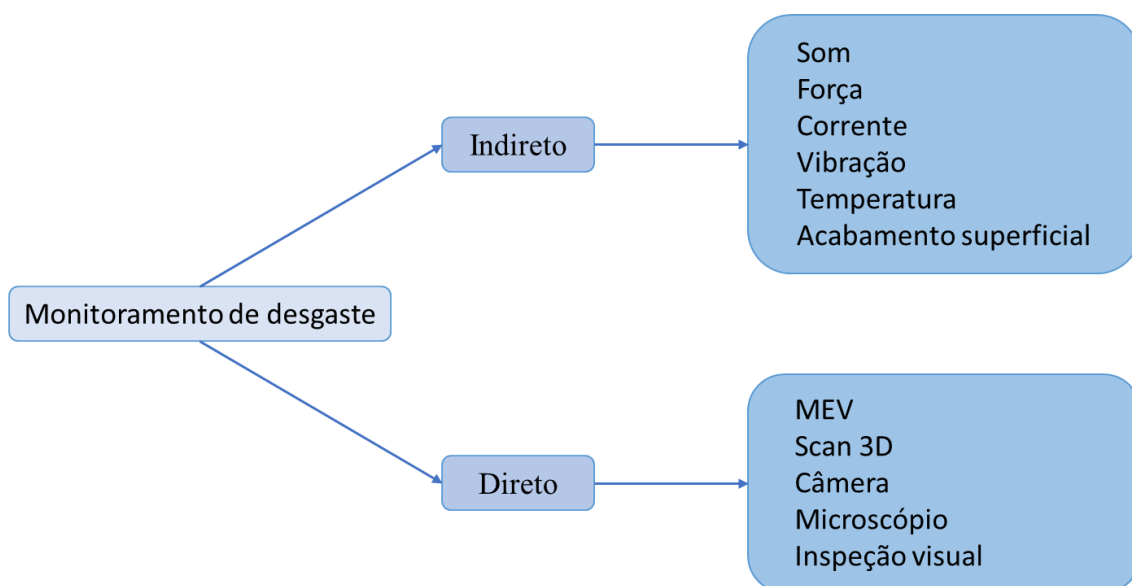 Som
Força
Corrente
Vibração
Temperatura
Acabamento superficial
Indireto
Monitoramento de desgaste
Direto
MEV
Scan 3D
Câmera
Microscópio
Inspeção visual